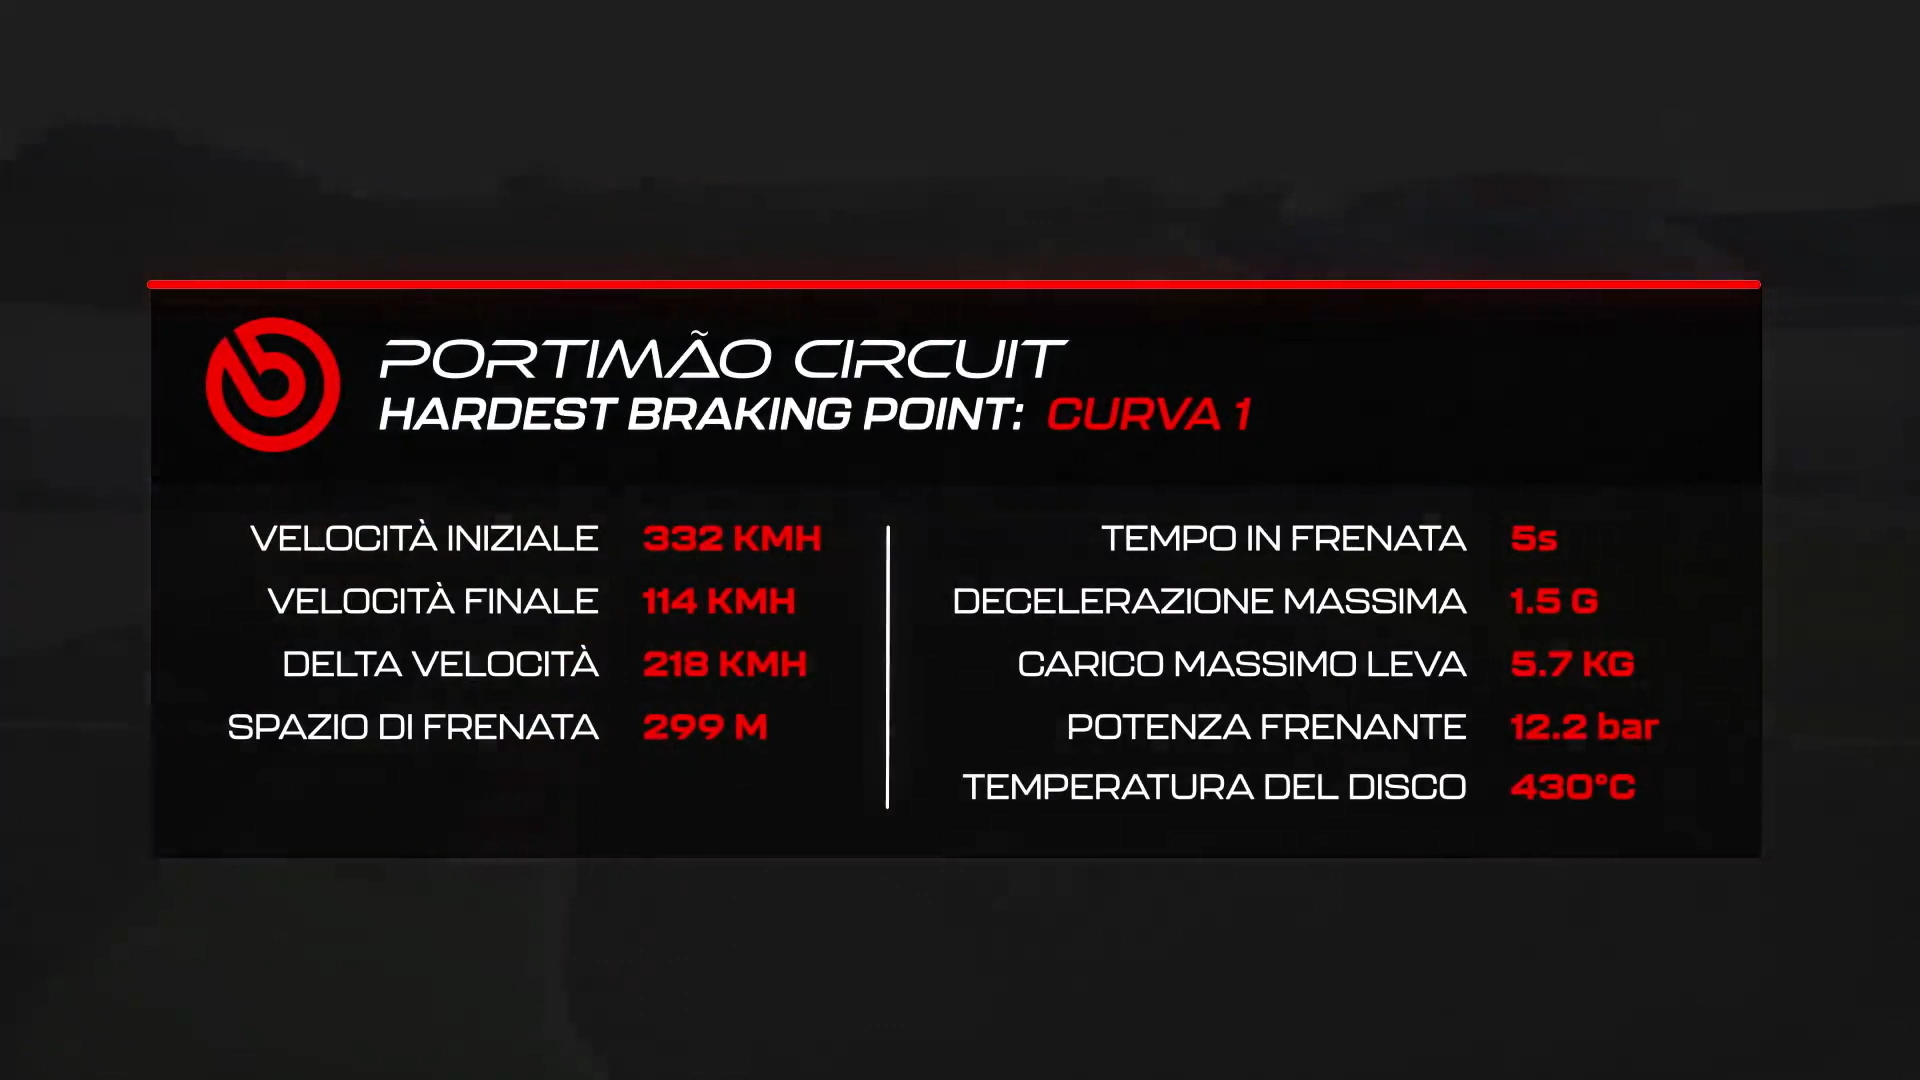 PORTIMÃO CIRCUIT
HARDEST BRAKING POINT: CURVA 1
VELOCITÀ INIZIALE 332 KMH
VELOCITÀ FINALE 114 KMH
DELTA VELOCITÀ 218 KMH
SPAZIO DI FRENATA 299 M
TEMPO IN FRENATA 5s
DECELERAZIONE MASSIMA 1.5 G
CARICO MASSIMO LEVA 5.7 KG
POTENZA FRENANTE 12.2 bar
TEMPERATURA DEL DISCO 430°C